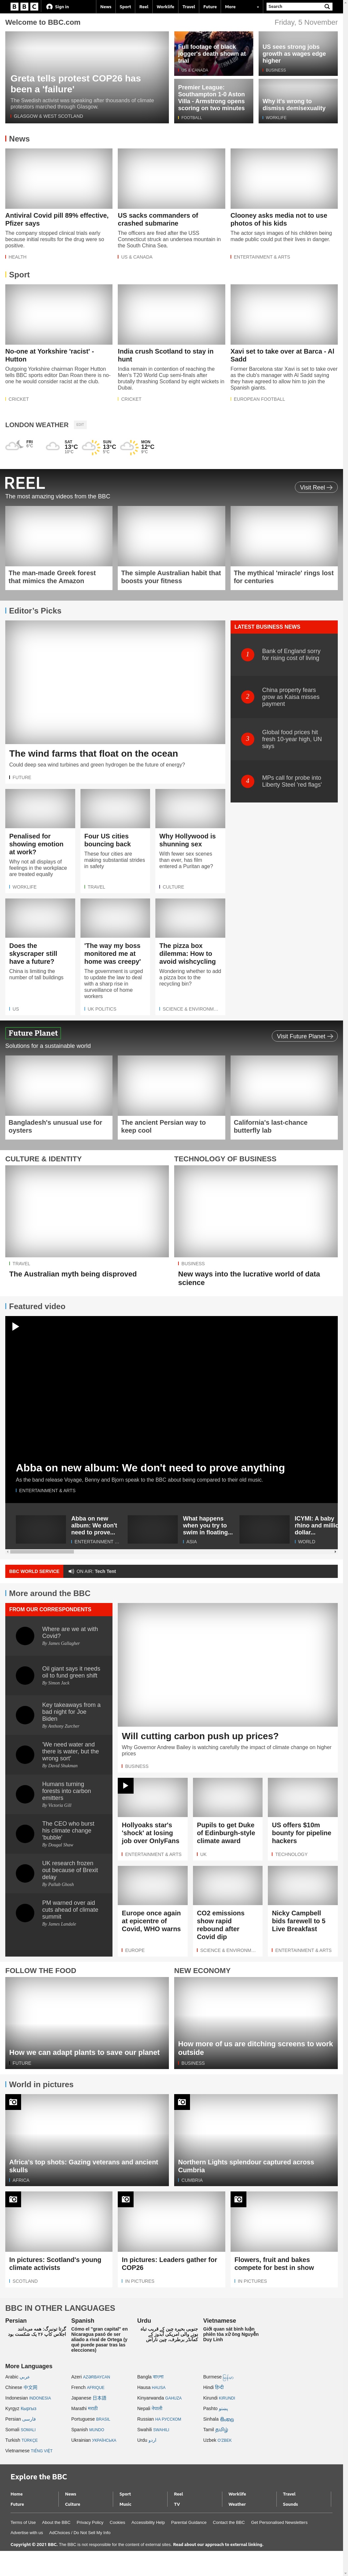 BBC
Sign in
News
Sport
Reel
Worklife
Travel
Future
More
Search
Welcome to BBC.com
Friday, 5 November
Greta tells protest COP26 has been a 'failure'
The Swedish activist was speaking after thousands of climate protestors marched through Glasgow.
GLASGOW & WEST SCOTLAND
Full footage of black jogger's death shown at trial
US & CANADA
US sees strong jobs growth as wages edge higher
BUSINESS
Premier League: Southampton 1-0 Aston Villa - Armstrong opens scoring on two minutes
FOOTBALL
Why it's wrong to dismiss demisexuality
WORKLIFE
News
Antiviral Covid pill 89% effective, Pfizer says
The company stopped clinical trials early because initial results for the drug were so positive.
HEALTH
US sacks commanders of crashed submarine
The officers are fired after the USS Connecticut struck an undersea mountain in the South China Sea.
US & CANADA
Clooney asks media not to use photos of his kids
The actor says images of his children being made public could put their lives in danger.
ENTERTAINMENT & ARTS
Sport
No-one at Yorkshire 'racist' - Hutton
Outgoing Yorkshire chairman Roger Hutton tells BBC sports editor Dan Roan there is no-one he would consider racist at the club.
CRICKET
India crush Scotland to stay in hunt
India remain in contention of reaching the Men's T20 World Cup semi-finals after brutally thrashing Scotland by eight wickets in Dubai.
CRICKET
Xavi set to take over at Barca - Al Sadd
Former Barcelona star Xavi is set to take over as the club's manager with Al Sadd saying they have agreed to allow him to join the Spanish giants.
EUROPEAN FOOTBALL
LONDON WEATHER
EDIT
FRI
SAT
13°C
SUN
13°C
MON
12°C
REEL
The most amazing videos from the BBC
Visit Reel
The man-made Greek forest that mimics the Amazon
The simple Australian habit that boosts your fitness
The mythical 'miracle' rings lost for centuries
Editor's Picks
The wind farms that float on the ocean
Could deep sea wind turbines and green hydrogen be the future of energy?
FUTURE
LATEST BUSINESS NEWS
1
Bank of England sorry for rising cost of living
2
China property fears grow as Kaisa misses payment
3
Global food prices hit fresh 10-year high, UN says
4
MPs call for probe into Liberty Steel 'red flags'
Penalised for showing emotion at work?
Why not all displays of feelings in the workplace are treated equally
WORKLIFE
Four US cities bouncing back
These four cities are making substantial strides in safety
TRAVEL
Why Hollywood is shunning sex
With fewer sex scenes than ever, has film entered a Puritan age?
CULTURE
Does the skyscraper still have a future?
China is limiting the number of tall buildings
US
'The way my boss monitored me at home was creepy'
The government is urged to update the law to deal with a sharp rise in surveillance of home workers
UK POLITICS
The pizza box dilemma: How to avoid wishcycling
Wondering whether to add a pizza box to the recycling bin?
SCIENCE & ENVIRONM...
Future Planet
Solutions for a sustainable world
Visit Future Planet
Bangladesh's unusual use for oysters
The ancient Persian way to keep cool
California's last-chance butterfly lab
CULTURE & IDENTITY
TRAVEL
The Australian myth being disproved
TECHNOLOGY OF BUSINESS
BUSINESS
New ways into the lucrative world of data science
Featured video
Abba on new album: We don't need to prove anything
As the band release Voyage, Benny and Bjorn speak to the BBC about being compared to their old music.
ENTERTAINMENT & ARTS
Abba on new album: We don't need to prove...
ENTERTAINMENT ...
What happens when you try to swim in floating...
ASIA
ICYMI: A baby rhino and millio dollar...
WORLD
BBC WORLD SERVICE
ON AIR: Tech Tent
More around the BBC
FROM OUR CORRESPONDENTS
Where are we at with Covid?
By James Gallagher
Oil giant says it needs oil to fund green shift
By Simon Jack
Key takeaways from a bad night for Joe Biden
By Anthony Zurcher
'We need water and there is water, but the wrong sort'
By David Shukman
Humans turning forests into carbon emitters
By Victoria Gill
The CEO who burst his climate change 'bubble'
By Dougal Shaw
UK research frozen out because of Brexit delay
By Pallab Ghosh
PM warned over aid cuts ahead of climate summit
By James Landale
Will cutting carbon push up prices?
Why Governor Andrew Bailey is watching carefully the impact of climate change on higher prices
BUSINESS
Hollyoaks star's 'shock' at losing job over OnlyFans
ENTERTAINMENT & ARTS
Pupils to get Duke of Edinburgh-style climate award
UK
US offers $10m bounty for pipeline hackers
TECHNOLOGY
Europe once again at epicentre of Covid, WHO warns
EUROPE
CO2 emissions show rapid rebound after Covid dip
SCIENCE & ENVIRONM...
Nicky Campbell bids farewell to 5 Live Breakfast
ENTERTAINMENT & ARTS
FOLLOW THE FOOD
How we can adapt plants to save our planet
FUTURE
NEW ECONOMY
How more of us are ditching screens to work outside
BUSINESS
World in pictures
Africa's top shots: Gazing veterans and ancient skulls
AFRICA
Northern Lights splendour captured across Cumbria
CUMBRIA
In pictures: Scotland's young climate activists
SCOTLAND
In pictures: Leaders gather for COP26
IN PICTURES
Flowers, fruit and bakes compete for best in show
IN PICTURES
BBC IN OTHER LANGUAGES
Persian
Spanish
Cómo el "gran capital" en Nicaragua pasó de ser aliado a rival de Ortega (y qué puede pasar tras las elecciones)
Urdu
Vietnamese
Giới quan sát bình luận phiên tòa xử ông Nguyễn Duy Linh
More Languages
Arabic عربي
Azeri AZƏRBAYCAN
Bangla বাংলা
Burmese
Chinese 中文网
French AFRIQUE
Hausa HAUSA
Hindi हिन्दी
Indonesian INDONESIA
Japanese 日本語
Kinyarwanda GAHUZA
Kirundi KIRUNDI
Kyrgyz Кыргыз
Marathi मराठी
Nepali नेपाली
Pashto پښتو
Persian فارسی
Portuguese BRASIL
Russian НА РУССКОМ
Sinhala සිංහල
Somali SOMALI
Spanish MUNDO
Swahili SWAHILI
Tamil தமிழ்
Turkish TÜRKÇE
Ukrainian УКРАЇНСЬКА
Urdu اردو
Uzbek O'ZBEK
Vietnamese TIẾNG VIỆT
Explore the BBC
Home
News
Sport
Reel
Worklife
Travel
Future
Culture
Music
TV
Weather
Sounds
Terms of Use
About the BBC
Privacy Policy
Cookies
Accessibility Help
Parental Guidance
Contact the BBC
Get Personalised Newsletters
Advertise with us
AdChoices / Do Not Sell My Info
Copyright © 2021 BBC. The BBC is not responsible for the content of external sites. Read about our approach to external linking.